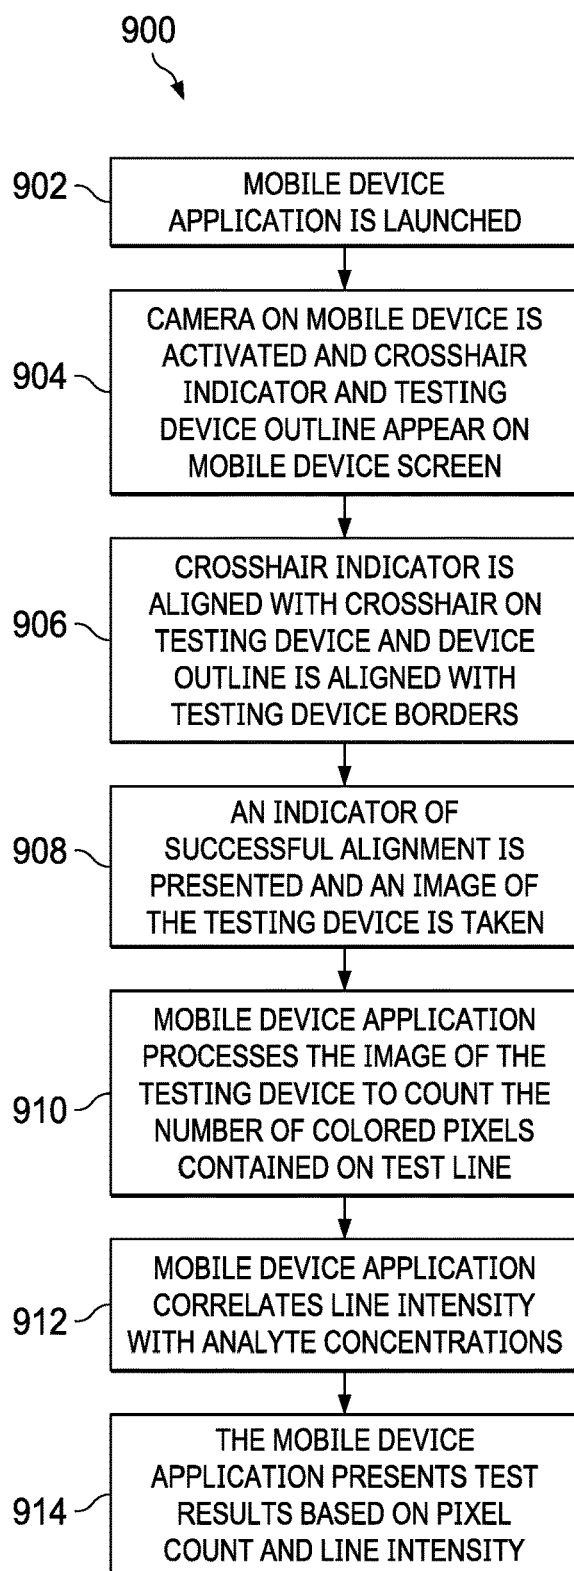 900
902
MOBILE DEVICE
APPLICATION IS LAUNCHED
904
CAMERA ON MOBILE DEVICE IS
ACTIVATED AND CROSSHAIR
INDICATOR AND TESTING
DEVICE OUTLINE APPEAR ON
MOBILE DEVICE SCREEN
906
CROSSHAIR INDICATOR IS
ALIGNED WITH CROSSHAIR ON
TESTING DEVICE AND DEVICE
OUTLINE IS ALIGNED WITH
TESTING DEVICE BORDERS
908
AN INDICATOR OF
SUCCESSFUL ALIGNMENT IS
PRESENTED AND AN IMAGE OF
THE TESTING DEVICE IS TAKEN
910
MOBILE DEVICE APPLICATION
PROCESSES THE IMAGE OF THE
TESTING DEVICE TO COUNT THE
NUMBER OF COLORED PIXELS
CONTAINED ON TEST LINE
912
MOBILE DEVICE APPLICATION
CORRELATES LINE INTENSITY
WITH ANALYTE CONCENTRATIONS
914
THE MOBILE DEVICE
APPLICATION PRESENTS TEST
RESULTS BASED ON PIXEL
COUNT AND LINE INTENSITY